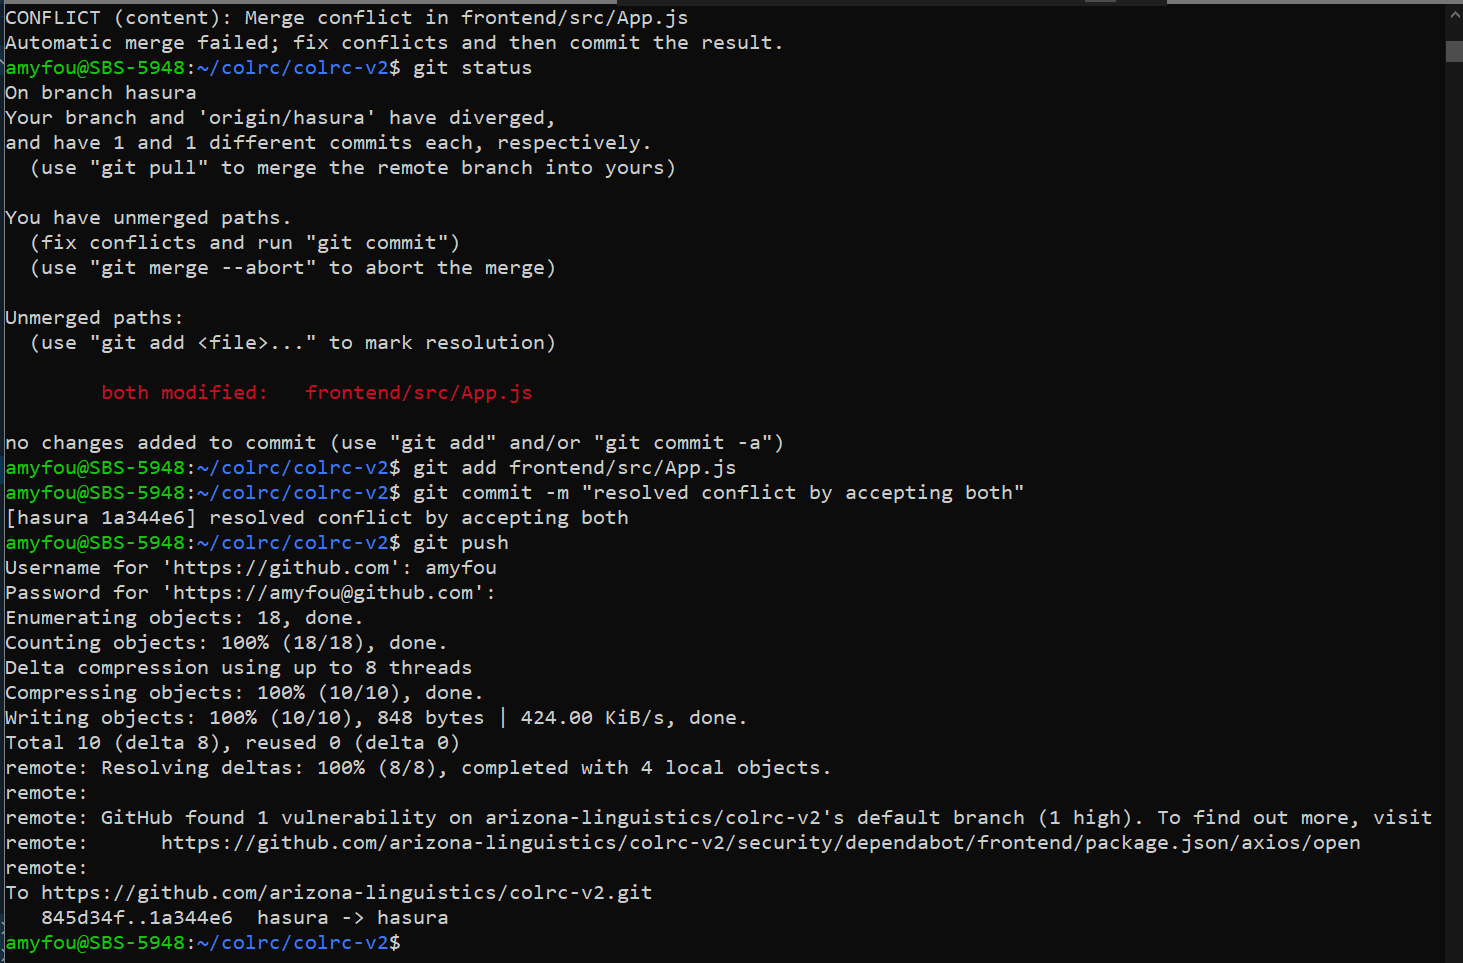 CONFLICT (content): Merge conflict in frontend/src/App.js
Automatic merge failed; fix conflicts and then commit the result.
amyfou@SBS-5948:~/colrc/colrc-v2$ git status
On branch hasura
Your branch and 'origin/hasura' have diverged,
and have 1 and 1 different commits each, respectively.
  (use "git pull" to merge the remote branch into yours)

You have unmerged paths.
  (fix conflicts and run "git commit")
  (use "git merge --abort" to abort the merge)

Unmerged paths:
  (use "git add <file>..." to mark resolution)

        both modified:   frontend/src/App.js

no changes added to commit (use "git add" and/or "git commit -a")
amyfou@SBS-5948:~/colrc/colrc-v2$ git add frontend/src/App.js
amyfou@SBS-5948:~/colrc/colrc-v2$ git commit -m "resolved conflict by accepting both"
[hasura 1a344e6] resolved conflict by accepting both
amyfou@SBS-5948:~/colrc/colrc-v2$ git push
Username for 'https://github.com': amyfou
Password for 'https://amyfou@github.com':
Enumerating objects: 18, done.
Counting objects: 100% (18/18), done.
Delta compression using up to 8 threads
Compressing objects: 100% (10/10), done.
Writing objects: 100% (10/10), 848 bytes | 424.00 KiB/s, done.
Total 10 (delta 8), reused 0 (delta 0)
remote: Resolving deltas: 100% (8/8), completed with 4 local objects.
remote:
remote: GitHub found 1 vulnerability on arizona-linguistics/colrc-v2's default branch (1 high). To find out more, visit
remote:      https://github.com/arizona-linguistics/colrc-v2/security/dependabot/frontend/package.json/axios/open
remote:
To https://github.com/arizona-linguistics/colrc-v2.git
   845d34f..1a344e6  hasura -> hasura
amyfou@SBS-5948:~/colrc/colrc-v2$